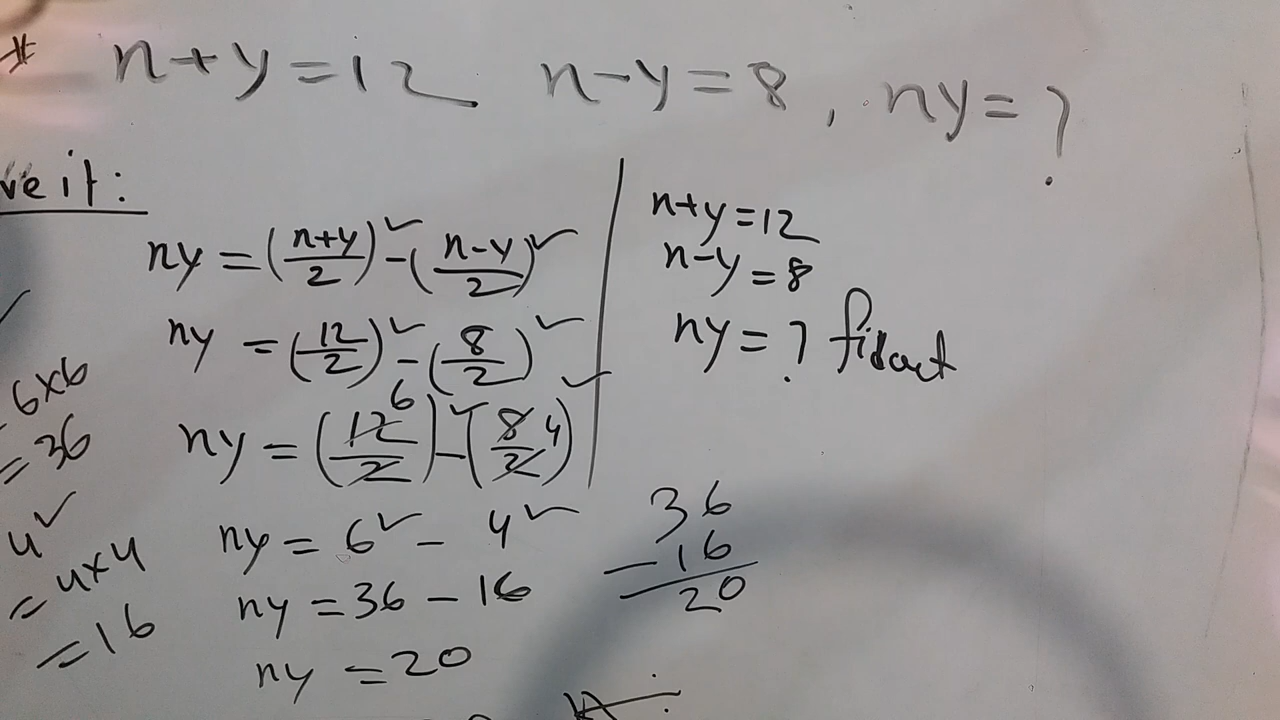 * n+y=12 n-y=8, ny=?
ve it:
ny = (n+y/2)² - (n-y/2)²
ny = (12/2)² - (8/2)²
ny = (12/2 6)² - (8/2 4)²
ny = 6² - 4²
ny = 36 - 16
ny = 20
n+y=12
n-y=8
ny=?
36
-16
20
6x6
=36
4²
=4x4
=16